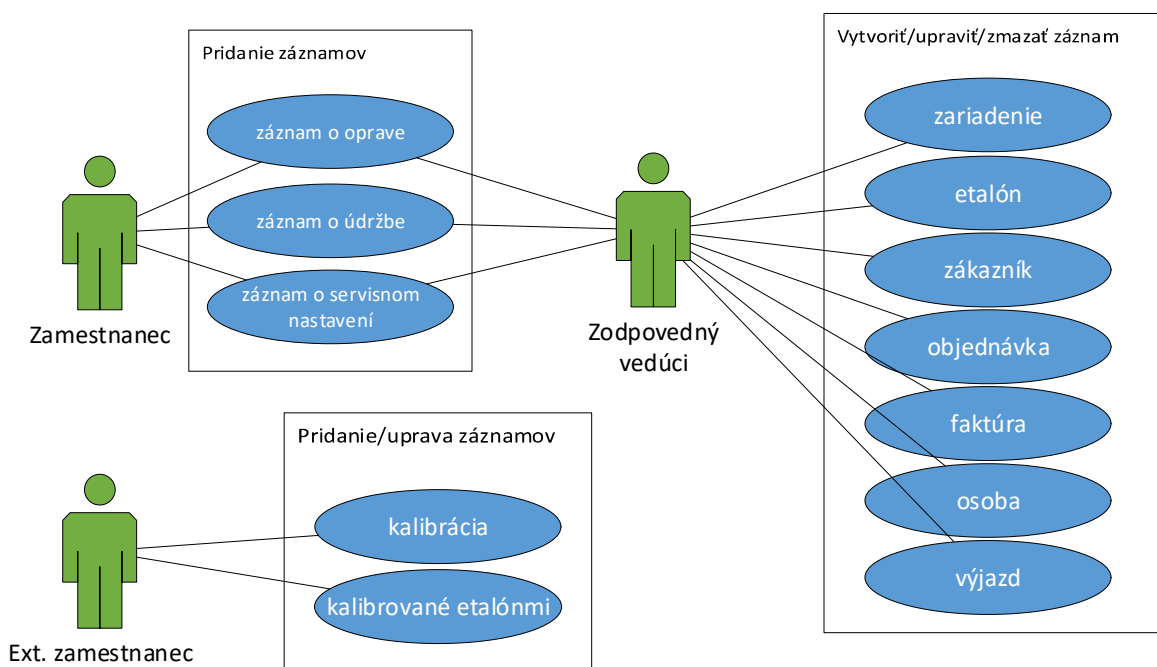 Pridanie záznamov
záznam o oprave
záznam o údržbe
záznam o servisnom
nastavení
Zamestnanec
Zodpovedný
vedúci
Vytvoriť/upraviť/zmazať záznam
zariadenie
etalón
zákazník
objednávka
faktúra
osoba
výjazd
Pridanie/uprava záznamov
kalibrácia
kalibrované etalónmi
Ext. zamestnanec